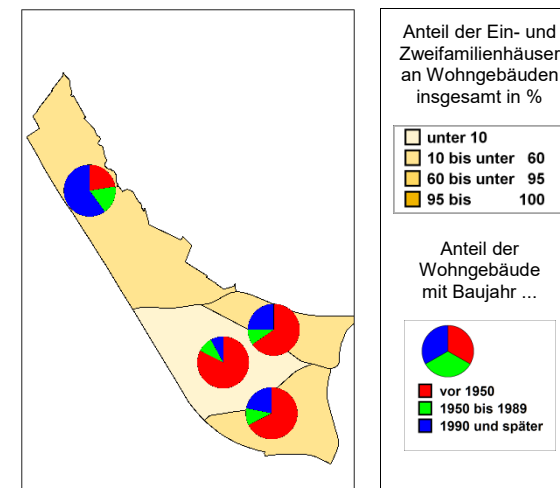 Anteil der Ein- und
Zweifamilienhäuser
an Wohngebäuden
insgesamt in %
unter 10
10 bis unter 60
60 bis unter 95
95 bis 100
Anteil der
Wohngebäude
mit Baujahr ...
vor 1950
1950 bis 1989
1990 und später